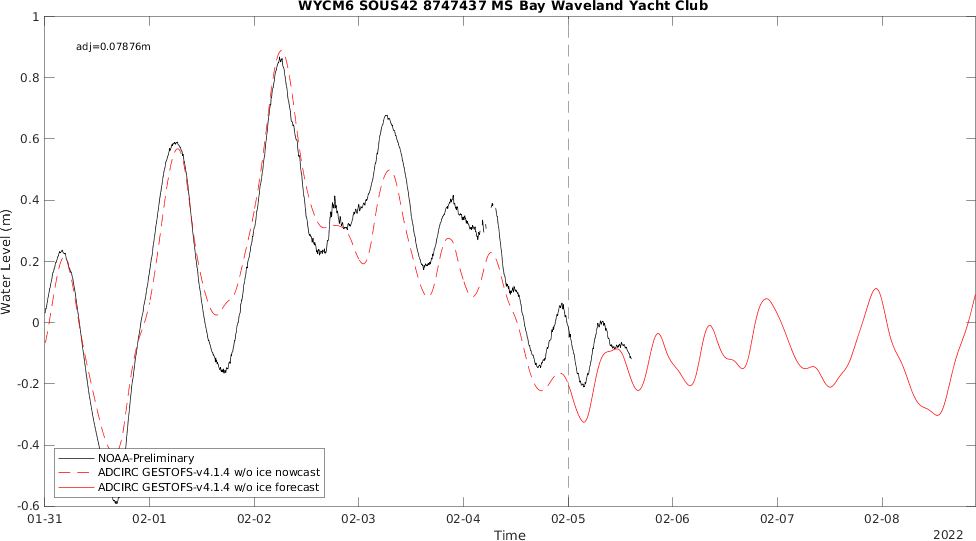 WYCM6 SOUS42 8747437 MS Bay Waveland Yacht Club
1
adj=0.07876m
0.8
0.6
0.4
0.2
0
-0.2
-0.4
-0.6
Water Level (m)
NOAA-Preliminary
ADCIRC GESTOFS-v4.1.4 w/o ice nowcast
ADCIRC GESTOFS-v4.1.4 w/o ice forecast
01-31 02-01 02-02 02-03 02-04 02-05 02-06 02-07 02-08
Time
2022